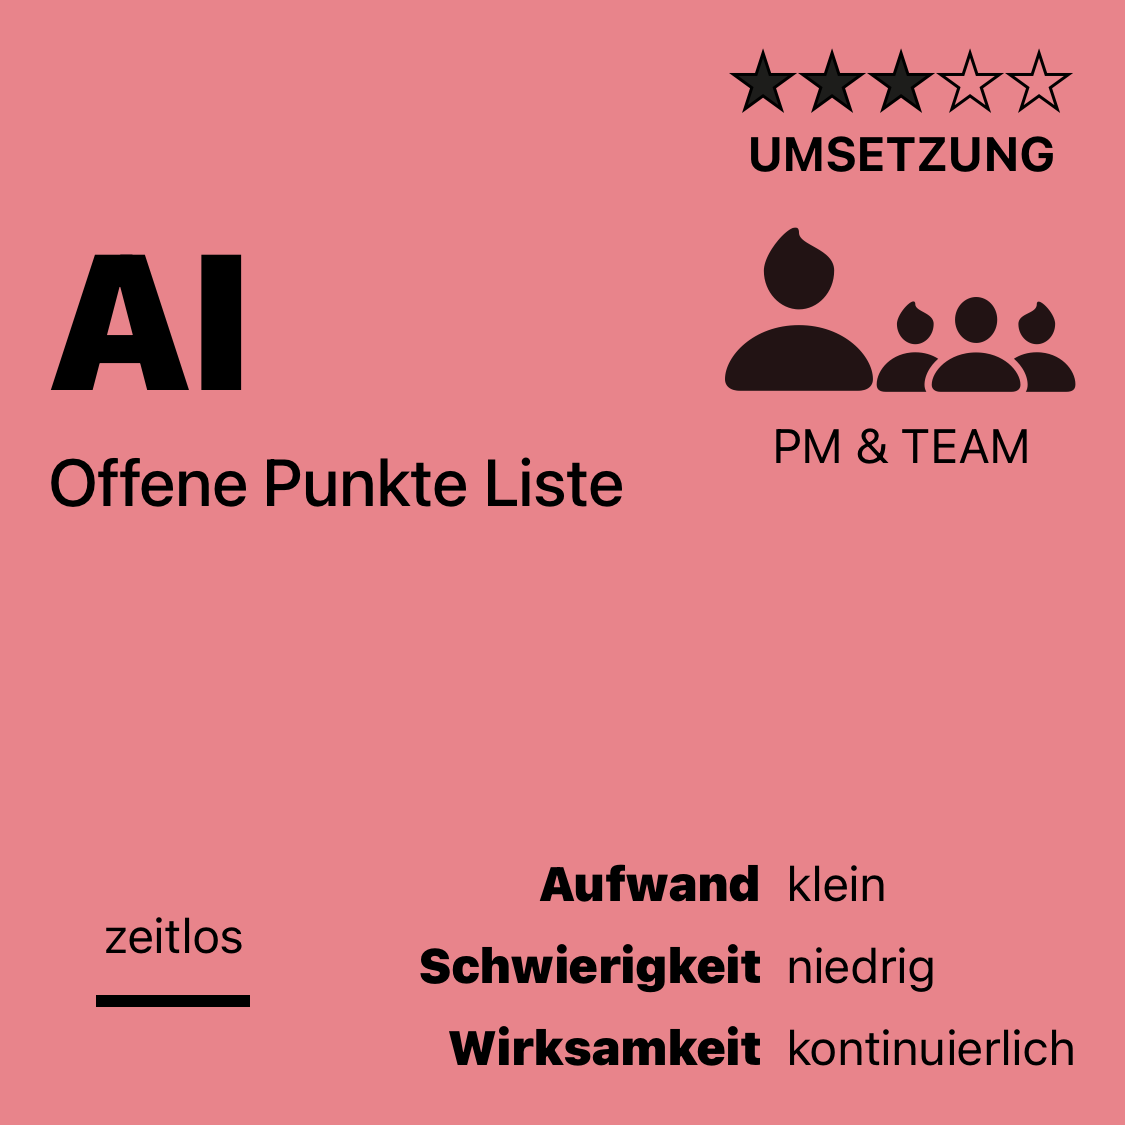 ★★★☆☆
UMSETZUNG
AI
Offene Punkte Liste
PM & TEAM
zeitlos
Aufwand klein
Schwierigkeit niedrig
Wirksamkeit kontinuierlich